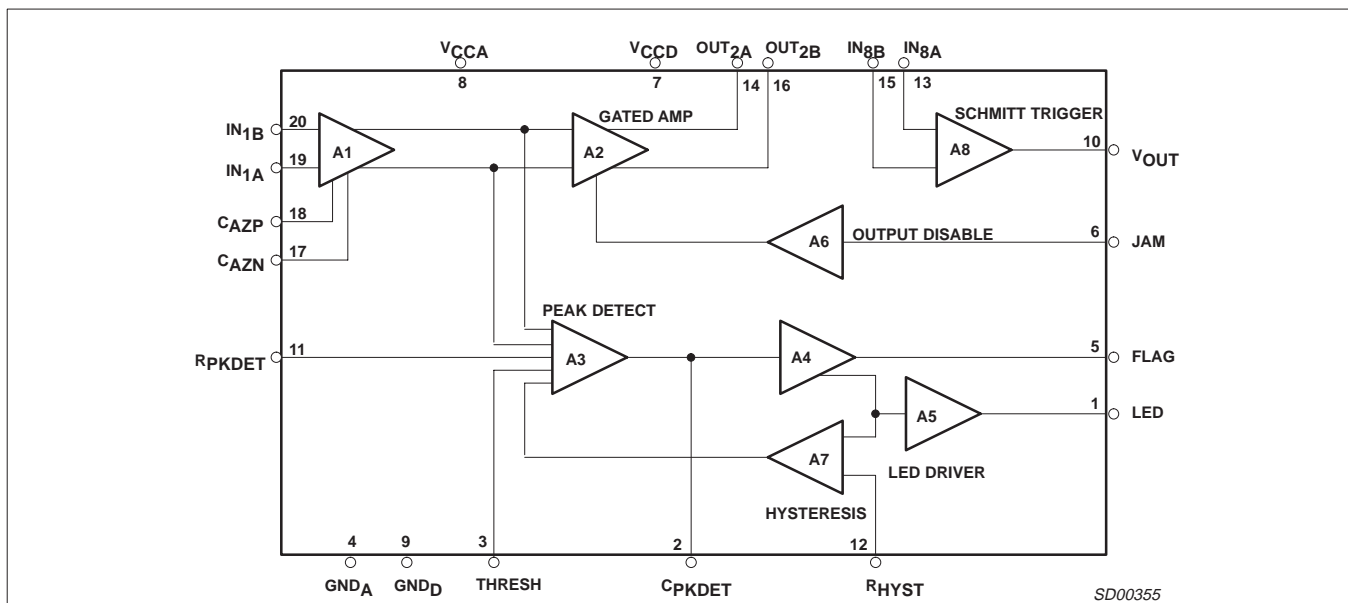 VCCA VCCD OUT2A OUT2B IN8B IN8A
8 7 14 16 15 13
IN1B 20 GATED AMP SCHMITT TRIGGER
A1 A2 A8 10 VOUT
IN1A 19
CAZP 18
A6 OUTPUT DISABLE 6 JAM
CAZN 17
PEAK DETECT
RPKDET 11 A3 A4 5 FLAG
A5 1 LED
A7 LED DRIVER
HYSTERESIS
4 9 3 2 12
GNDA GNDD THRESH CPKDET RHYST
SD00355